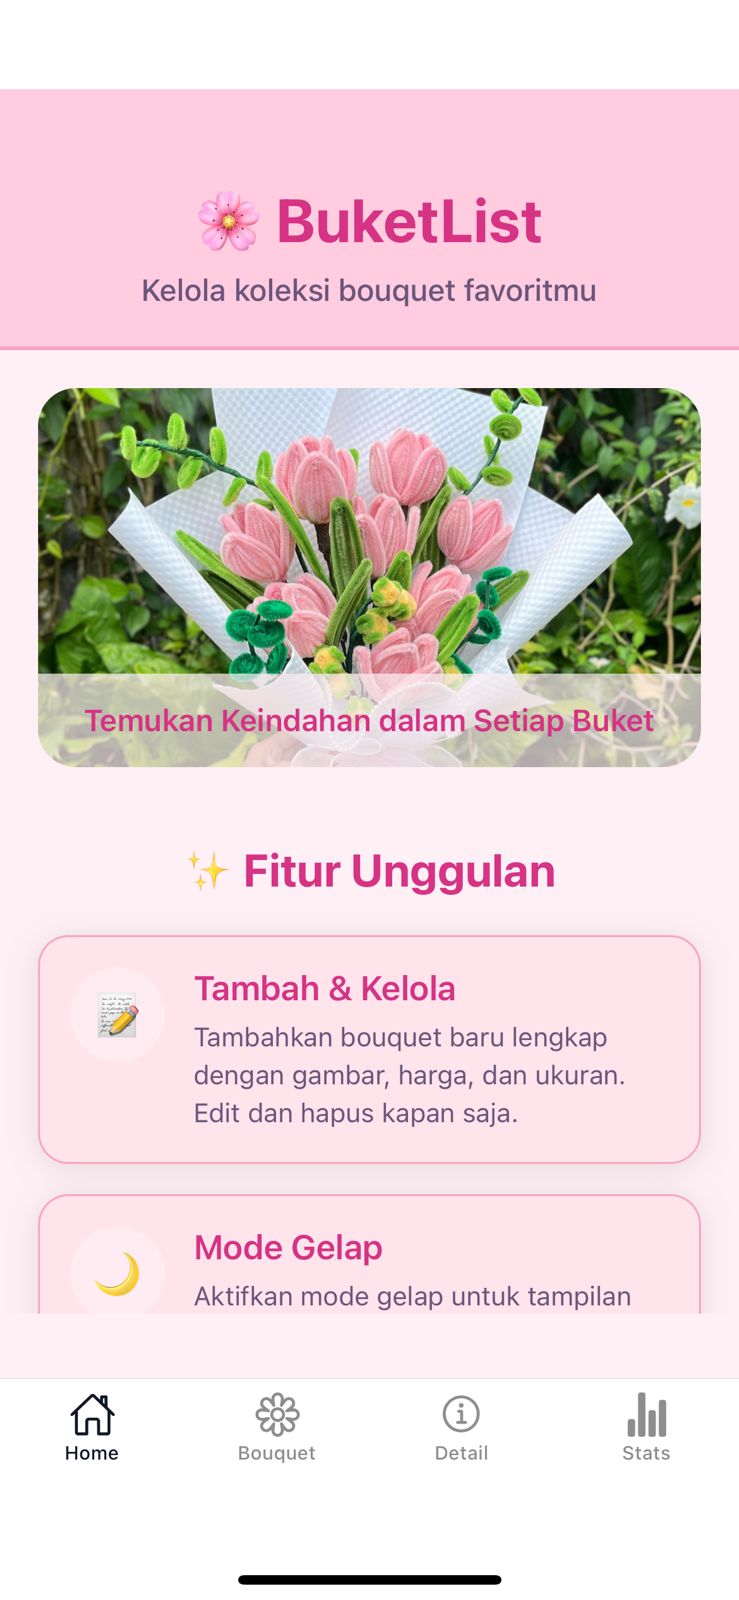 🌸 BuketList
Kelola koleksi bouquet favoritmu
Temukan Keindahan dalam Setiap Buket
✨ Fitur Unggulan
Tambah & Kelola
Tambahkan bouquet baru lengkap
dengan gambar, harga, dan ukuran.
Edit dan hapus kapan saja.
Mode Gelap
Aktifkan mode gelap untuk tampilan
Home
Bouquet
Detail
Stats